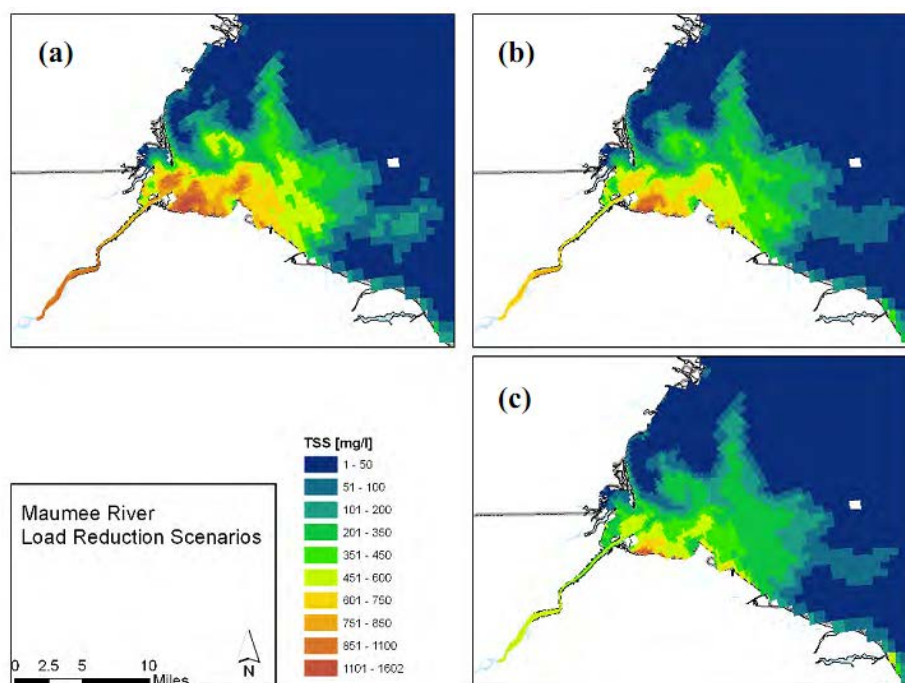 (a)
(b)
(c)
TSS [mg/l]
1 - 50
51 - 100
101 - 200
201 - 350
351 - 450
451 - 600
601 - 750
751 - 850
851 - 1100
1101 - 1602
Maumee River
Load Reduction Scenarios
0 2.5 5 10
Miles
N